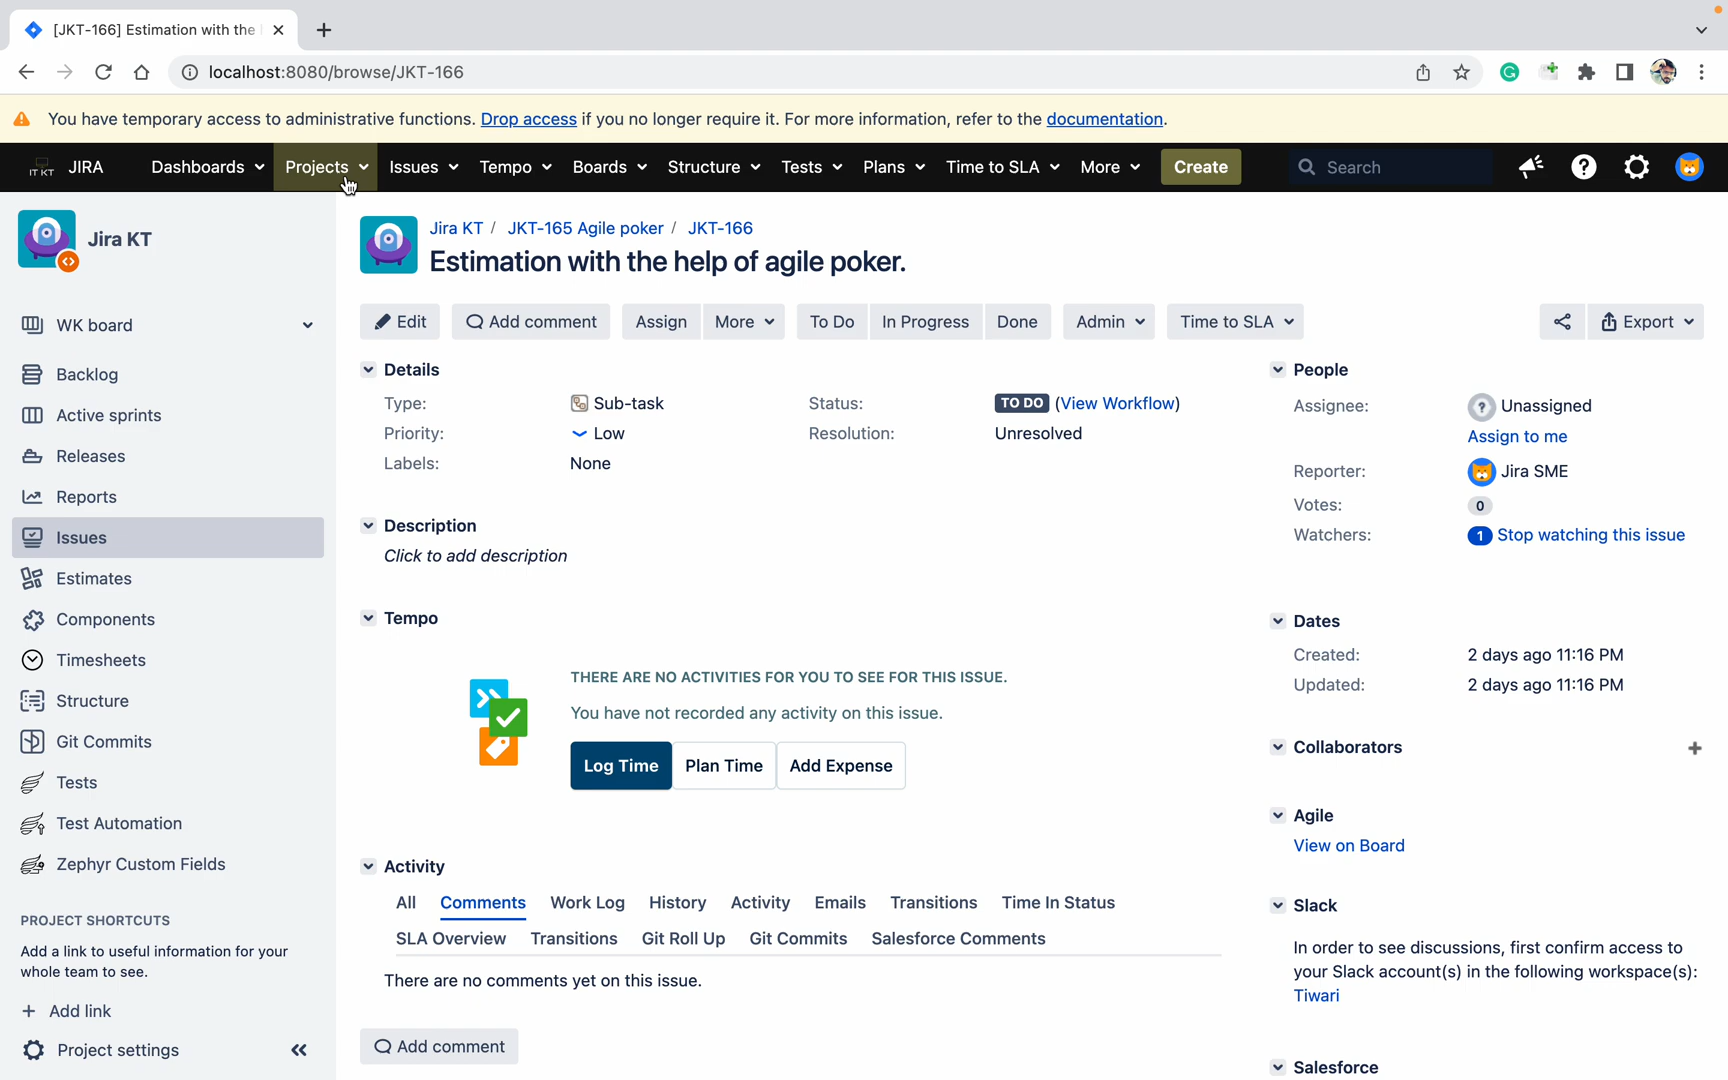 [JKT-166] Estimation with the
localhost:8080/browse/JKT-166
You have temporary access to administrative functions. Drop access if you no longer require it. For more information, refer to the documentation.
IT KT JIRA Dashboards Projects Issues Tempo Boards Structure Tests Plans Time to SLA More Create Search
Jira KT
Jira KT / JKT-165 Agile poker / JKT-166
Estimation with the help of agile poker.
Edit Add comment Assign More To Do In Progress Done Admin Time to SLA Export
WK board
Backlog
Active sprints
Releases
Reports
Issues
Estimates
Components
Timesheets
Structure
Git Commits
Tests
Test Automation
Zephyr Custom Fields
PROJECT SHORTCUTS
Add a link to useful information for your
whole team to see.
Add link
Project settings
Details
Type: Sub-task Status: TO DO (View Workflow)
Priority: Low Resolution: Unresolved
Labels: None
Description
Click to add description
Tempo
THERE ARE NO ACTIVITIES FOR YOU TO SEE FOR THIS ISSUE.
You have not recorded any activity on this issue.
Log Time Plan Time Add Expense
Activity
All Comments Work Log History Activity Emails Transitions Time In Status
SLA Overview Transitions Git Roll Up Git Commits Salesforce Comments
There are no comments yet on this issue.
Add comment
People
Assignee: Unassigned
Assign to me
Reporter: Jira SME
Votes: 0
Watchers: 1 Stop watching this issue
Dates
Created: 2 days ago 11:16 PM
Updated: 2 days ago 11:16 PM
Collaborators
Agile
View on Board
Slack
In order to see discussions, first confirm access to
your Slack account(s) in the following workspace(s):
Tiwari
Salesforce